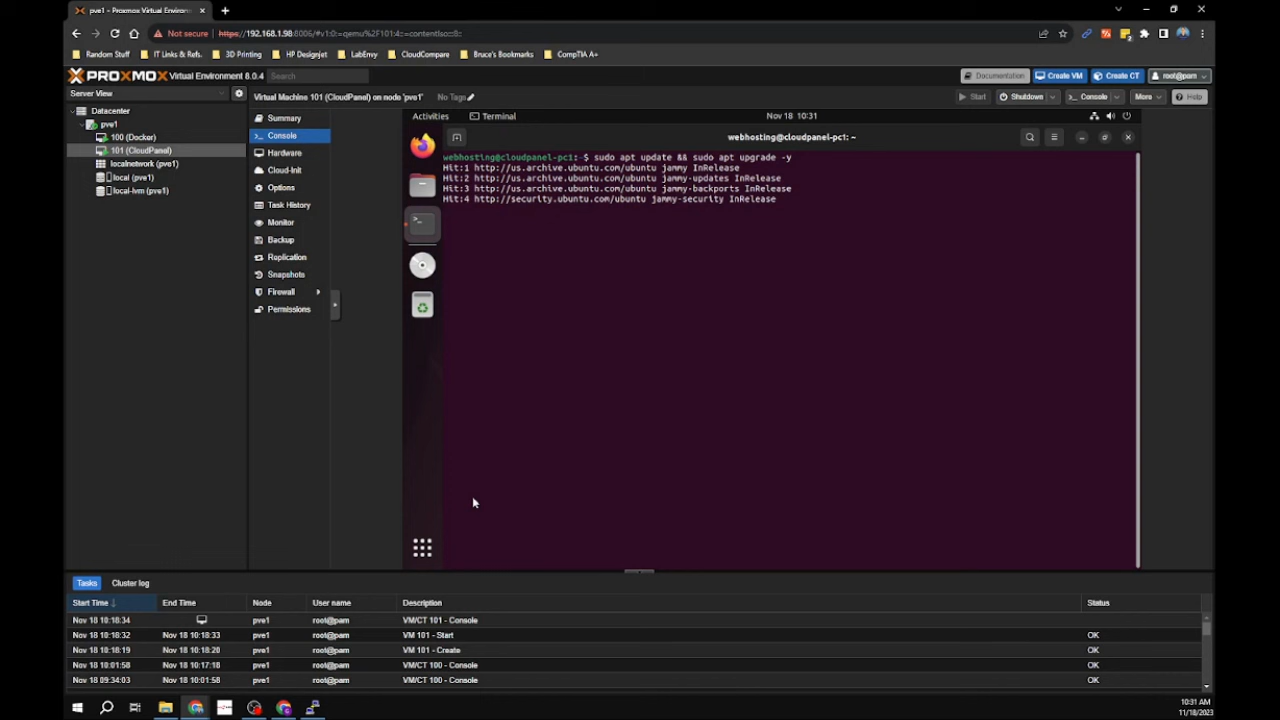 pve1 - Proxmox Virtual Environ
Not secure
https://192.168.1.98:8006/#v1:0:=qemu%2F101:4:=contentIso:::
Random Stuff
IT Links & Refs.
3D Printing
HP Designjet
LabEnvy
CloudCompare
Bruce's Bookmarks
CompTIA A+
PROXMOX Virtual Environment 8.0.4
Search
Documentation
Create VM
Create CT
root@pam
Server View
Virtual Machine 101 (CloudPanel) on node 'pve1'
No Tags
Start
Shutdown
Console
More
Help
Datacenter
pve1
100 (Docker)
101 (CloudPanel)
localnetwork (pve1)
local (pve1)
local-lvm (pve1)
Summary
Console
Hardware
Cloud-Init
Options
Task History
Monitor
Backup
Replication
Snapshots
Firewall
Permissions
Activities
Terminal
Nov 18 10:31
webhosting@cloudpanel-pc1: ~
webhosting@cloudpanel-pc1:~$ sudo apt update && sudo apt upgrade -y
Hit:1 http://us.archive.ubuntu.com/ubuntu jammy InRelease
Hit:2 http://us.archive.ubuntu.com/ubuntu jammy-updates InRelease
Hit:3 http://us.archive.ubuntu.com/ubuntu jammy-backports InRelease
Hit:4 http://security.ubuntu.com/ubuntu jammy-security InRelease
Tasks
Cluster log
Start Time End Time Node User name Description Status
Nov 18 10:18:34 pve1 root@pam VM/CT 101 - Console
Nov 18 10:18:32 Nov 18 10:18:33 pve1 root@pam VM 101 - Start OK
Nov 18 10:18:19 Nov 18 10:18:20 pve1 root@pam VM 101 - Create OK
Nov 18 10:01:58 Nov 18 10:17:18 pve1 root@pam VM/CT 100 - Console OK
Nov 18 09:34:03 Nov 18 10:01:58 pve1 root@pam VM/CT 100 - Console OK
10:31 AM
11/18/2023